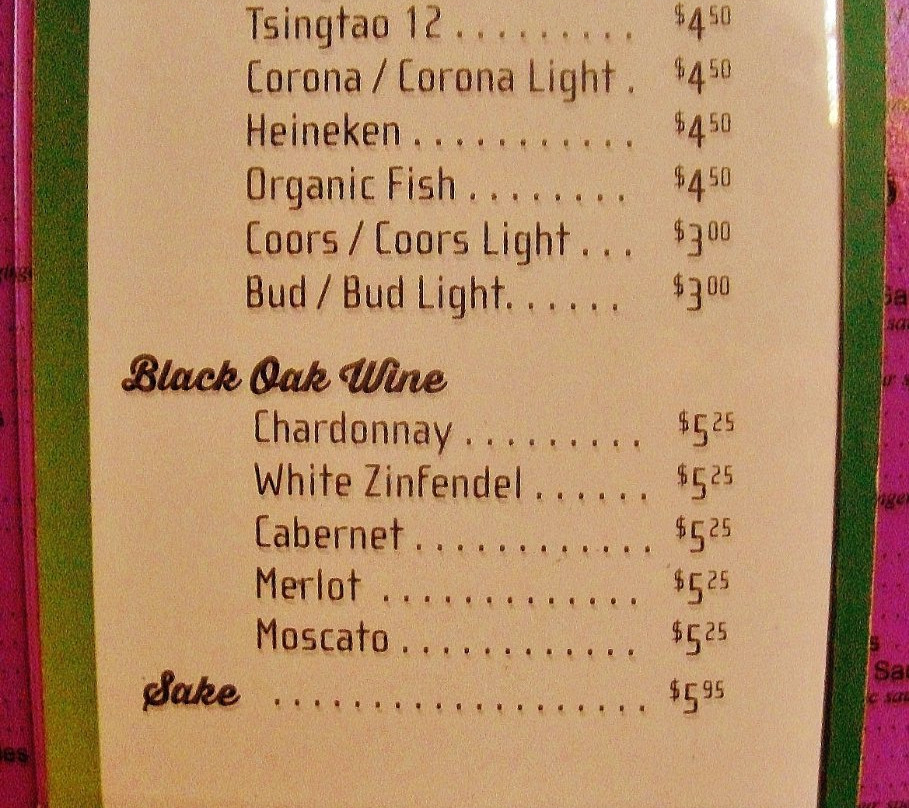 Tsingtao 12 . . . . . . . . . $4.50
Corona / Corona Light . $4.50
Heineken . . . . . . . . . . . $4.50
Organic Fish . . . . . . . . $4.50
Coors / Coors Light . . . $3.00
Bud / Bud Light. . . . . . $3.00
Black Oak Wine
Chardonnay . . . . . . . . . $5.25
White Zinfendel . . . . . . $5.25
Cabernet . . . . . . . . . . . . $5.25
Merlot . . . . . . . . . . . . . $5.25
Moscato . . . . . . . . . . . . $5.25
Sake . . . . . . . . . . . . . . . . . . . $5.95